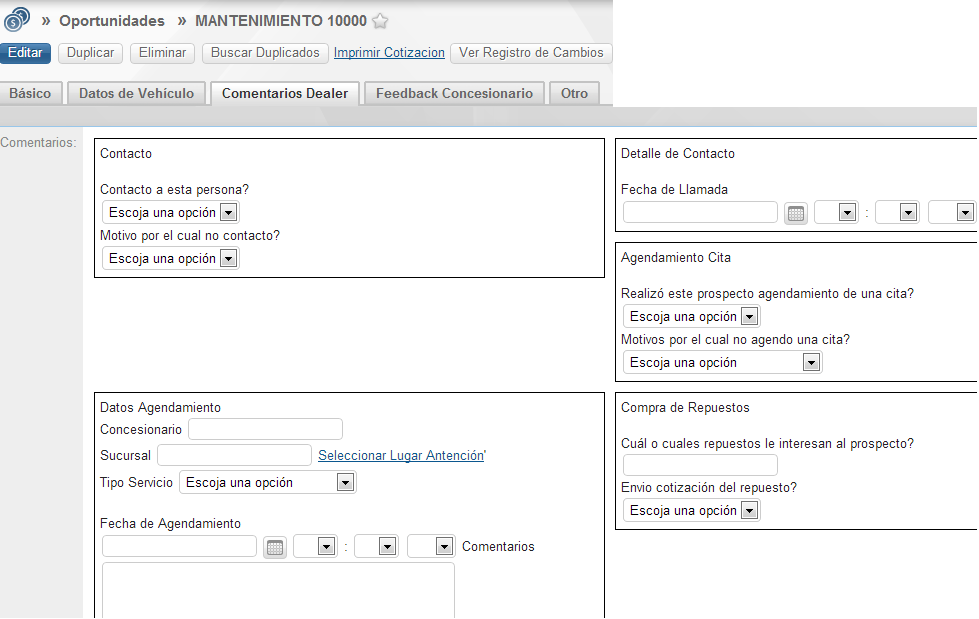 » Oportunidades » MANTENIMIENTO 10000
Editar Duplicar Eliminar Buscar Duplicados Imprimir Cotizacion Ver Registro de Cambios
Básico Datos de Vehículo Comentarios Dealer Feedback Concesionario Otro
Comentarios:
Contacto
Contacto a esta persona?
Escoja una opción
Motivo por el cual no contacto?
Escoja una opción
Detalle de Contacto
Fecha de Llamada
:
Agendamiento Cita
Realizó este prospecto agendamiento de una cita?
Escoja una opción
Motivos por el cual no agendo una cita?
Escoja una opción
Datos Agendamiento
Concesionario
Sucursal Seleccionar Lugar Antención'
Tipo Servicio Escoja una opción
Fecha de Agendamiento
: Comentarios
Compra de Repuestos
Cuál o cuales repuestos le interesan al prospecto?
Envio cotización del repuesto?
Escoja una opción